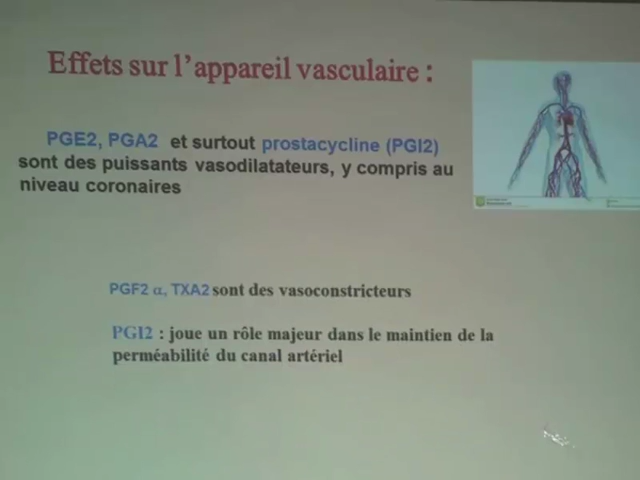 Effets sur l'appareil vasculaire :
PGE2, PGA2 et surtout prostacycline (PGI2)
sont des puissants vasodilatateurs, y compris au
niveau coronaires
PGF2 α, TXA2 sont des vasoconstricteurs
PGI2 : joue un rôle majeur dans le maintien de la
perméabilité du canal artériel